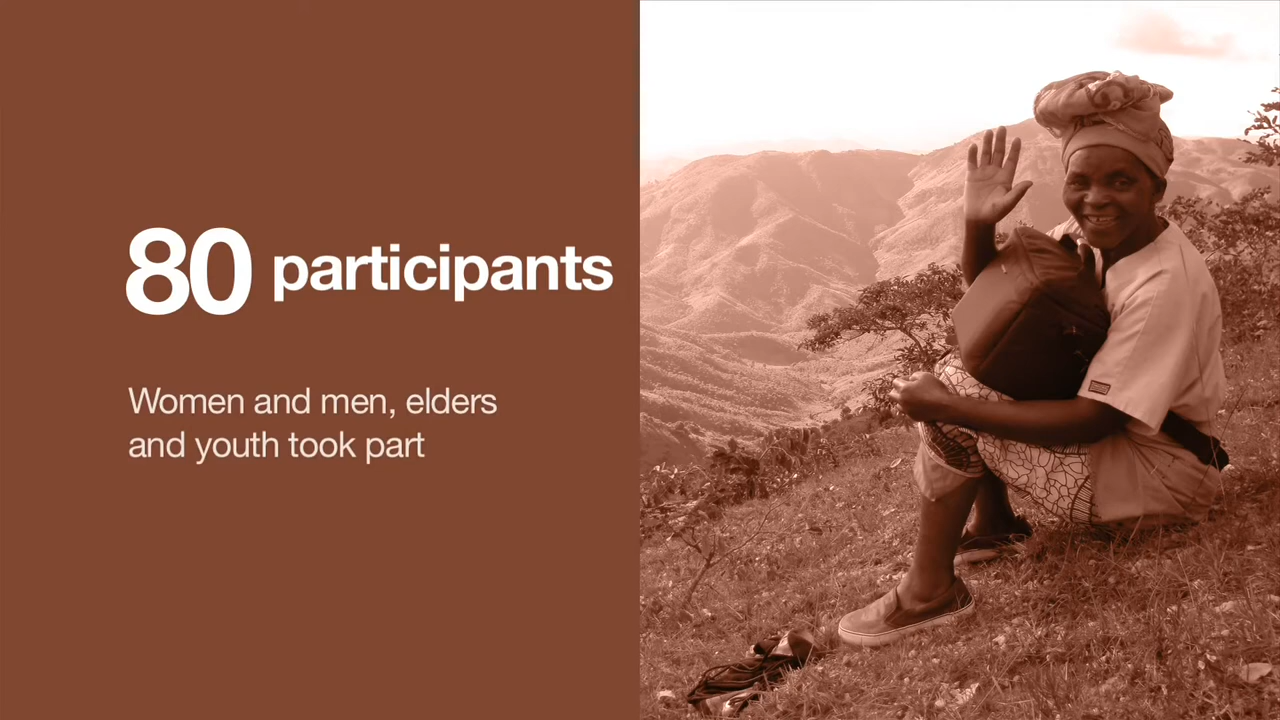 80 participants
Women and men, elders
and youth took part